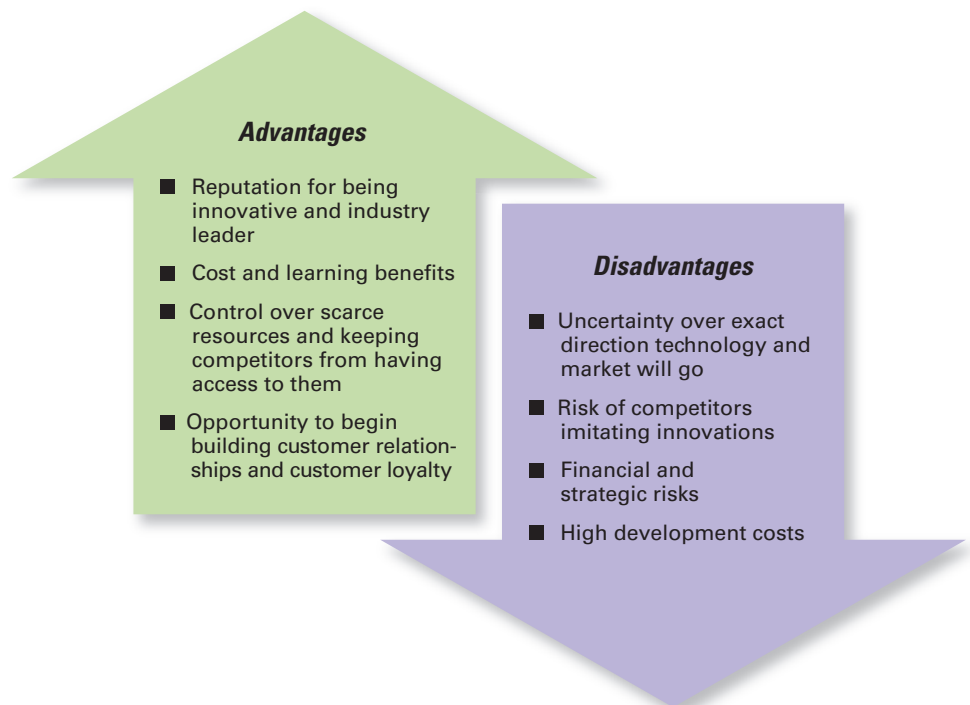 Advantages
■ Reputation for being
innovative and industry
leader
■ Cost and learning benefits
■ Control over scarce
resources and keeping
competitors from having
access to them
■ Opportunity to begin
building customer relation-
ships and customer loyalty
Disadvantages
■ Uncertainty over exact
direction technology and
market will go
■ Risk of competitors
imitating innovations
■ Financial and
strategic risks
■ High development costs